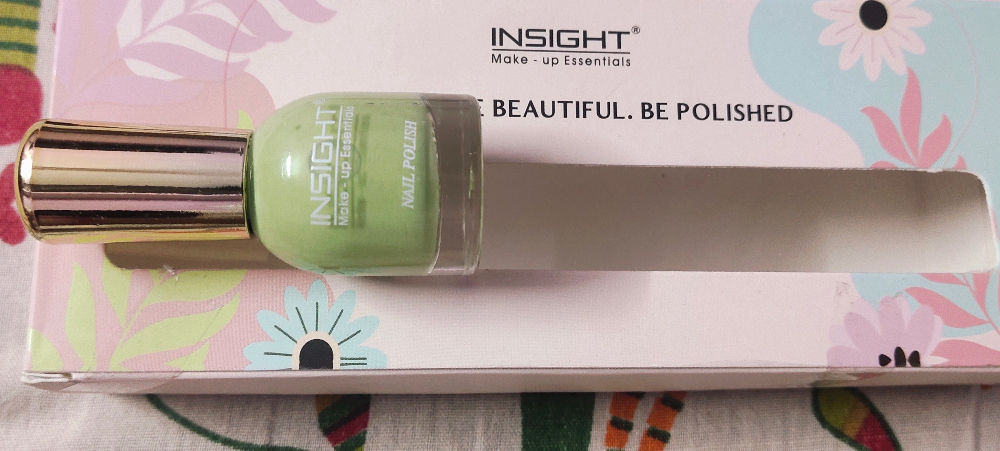 INSIGHT®
Make - up Essentials
E BEAUTIFUL. BE POLISHED
INSIGHT®
Make - up Essentials
NAIL POLISH